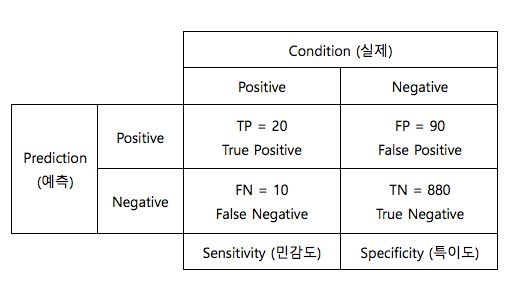 Condition (실제)
Positive
Negative
Prediction
(예측)
Positive
TP = 20
True Positive
FP = 90
False Positive
Negative
FN = 10
False Negative
TN = 880
True Negative
Sensitivity (민감도)
Specificity (특이도)